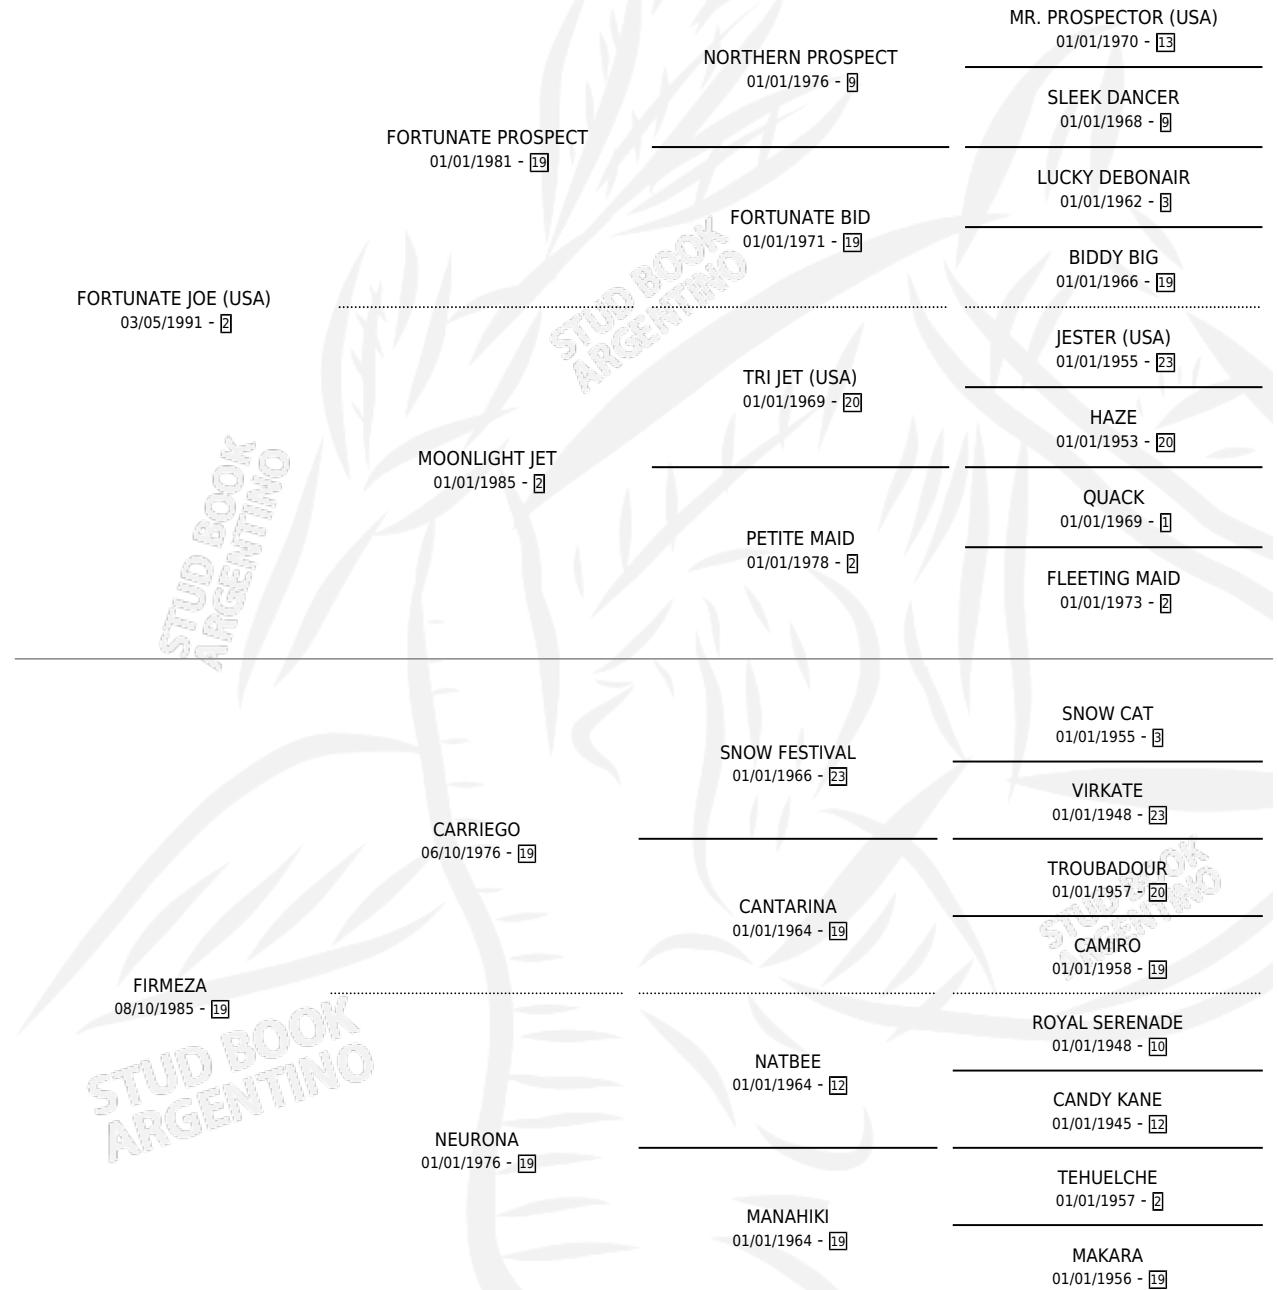 MR. PROSPECTOR (USA)
01/01/1970 - 13
NORTHERN PROSPECT
01/01/1976 - 9
SLEEK DANCER
01/01/1968 - 9
FORTUNATE PROSPECT
01/01/1981 - 19
LUCKY DEBONAIR
01/01/1962 - 3
FORTUNATE BID
01/01/1971 - 19
BIDDY BIG
01/01/1966 - 19
FORTUNATE JOE (USA)
03/05/1991 - 2
JESTER (USA)
01/01/1955 - 23
TRI JET (USA)
01/01/1969 - 20
HAZE
01/01/1953 - 20
MOONLIGHT JET
01/01/1985 - 2
QUACK
01/01/1969 - 1
PETITE MAID
01/01/1978 - 2
FLEETING MAID
01/01/1973 - 2
STUD BOOK
ARGENTINO
STUD BOOK
ARGENTINO
SNOW CAT
01/01/1955 - 3
SNOW FESTIVAL
01/01/1966 - 23
VIRKATE
01/01/1948 - 23
CARRIEGO
06/10/1976 - 19
TROUBADOUR
01/01/1957 - 20
CANTARINA
01/01/1964 - 19
CAMIRO
01/01/1958 - 19
STUD BOOK
ARGENTINO
FIRMEZA
08/10/1985 - 19
ROYAL SERENADE
01/01/1948 - 10
NATBEE
01/01/1964 - 12
CANDY KANE
01/01/1945 - 12
STUD BOOK
ARGENTINO
NEURONA
01/01/1976 - 19
TEHUELCHE
01/01/1957 - 2
MANAHIKI
01/01/1964 - 19
MAKARA
01/01/1956 - 19